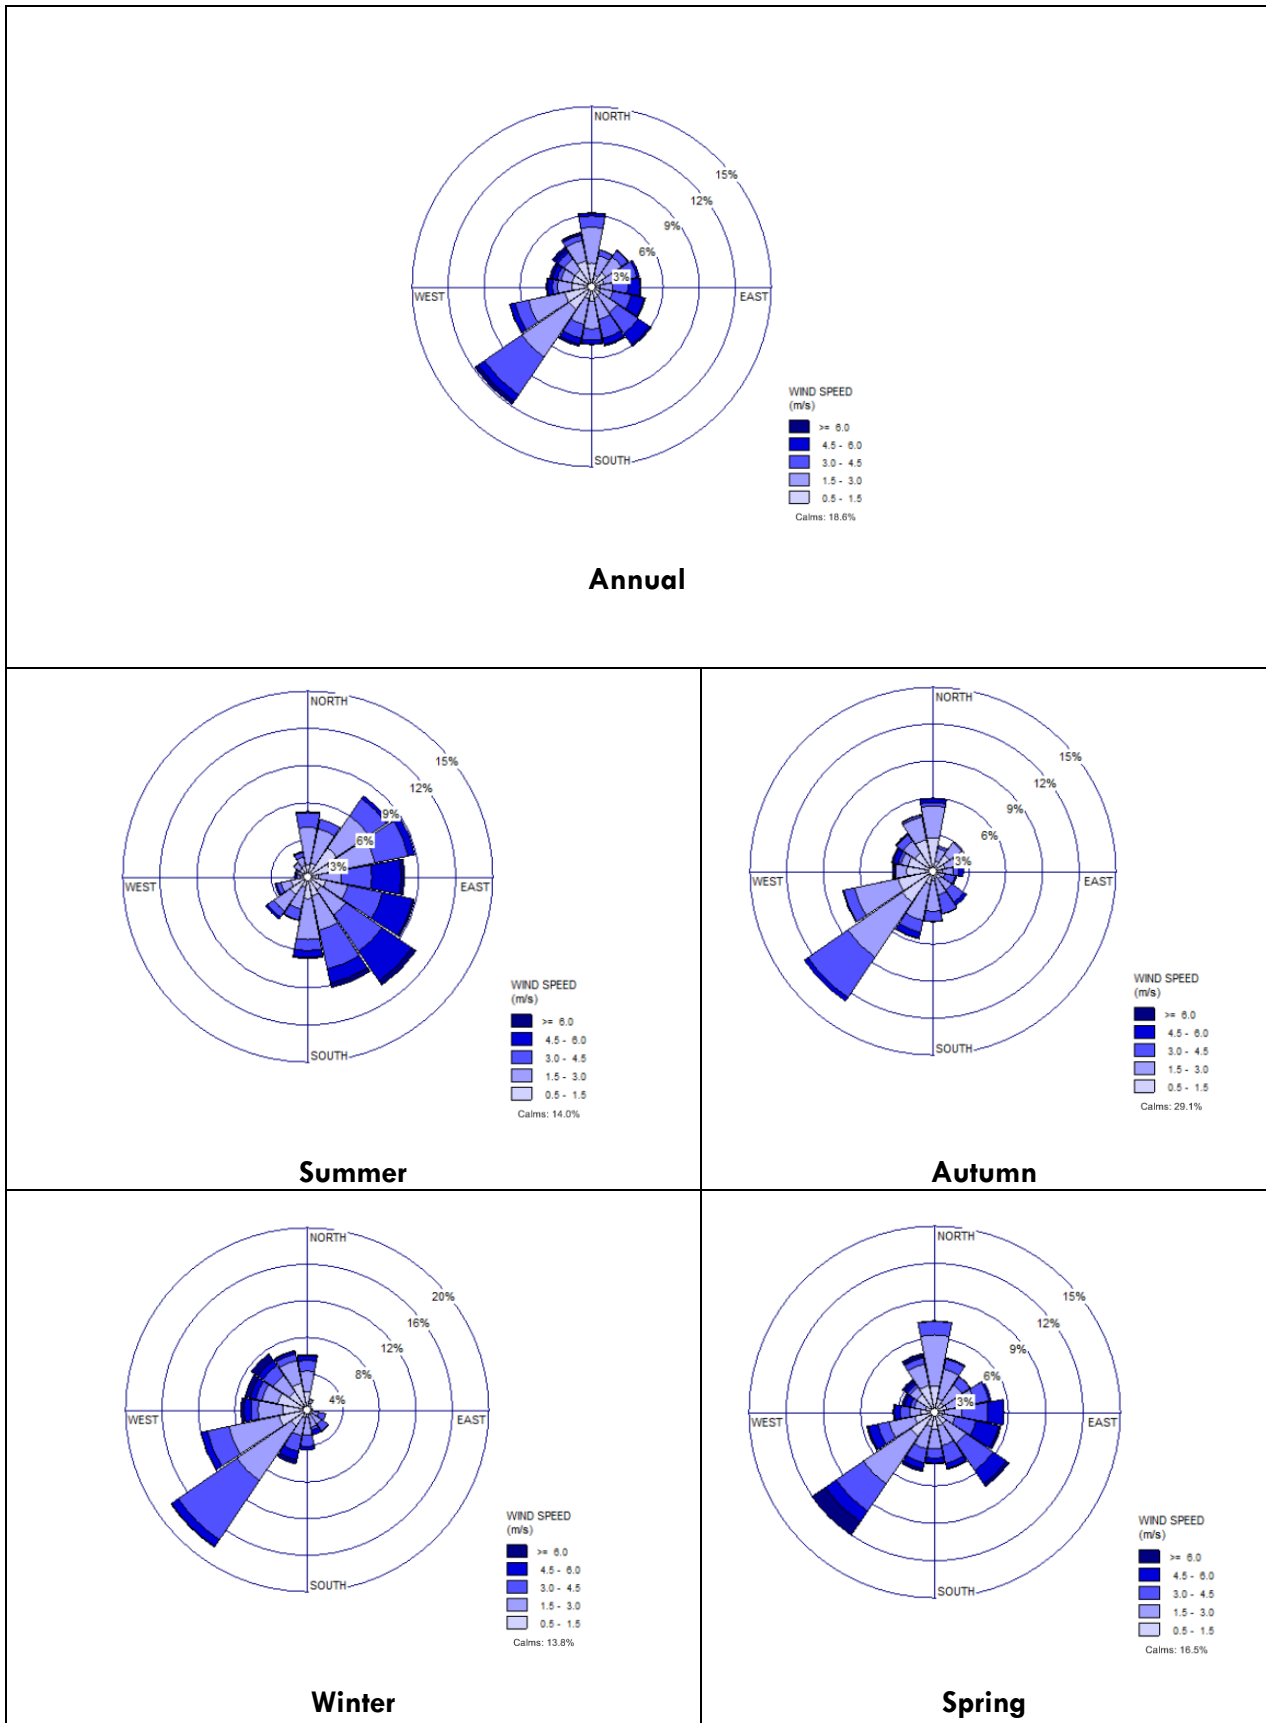 NORTH
15%
12%
9%
6%
3%
WEST
EAST
SOUTH
WIND SPEED
(m/s)
>= 6.0
4.5 - 6.0
3.0 - 4.5
1.5 - 3.0
0.5 - 1.5
Calms: 18.6%
Annual
NORTH
15%
12%
9%
6%
3%
WEST
EAST
SOUTH
WIND SPEED
(m/s)
>= 6.0
4.5 - 6.0
3.0 - 4.5
1.5 - 3.0
0.5 - 1.5
Calms: 14.0%
Summer
NORTH
15%
12%
9%
6%
3%
WEST
EAST
SOUTH
WIND SPEED
(m/s)
>= 6.0
4.5 - 6.0
3.0 - 4.5
1.5 - 3.0
0.5 - 1.5
Calms: 29.1%
Autumn
NORTH
20%
16%
12%
8%
4%
WEST
EAST
SOUTH
WIND SPEED
(m/s)
>= 6.0
4.5 - 6.0
3.0 - 4.5
1.5 - 3.0
0.5 - 1.5
Calms: 13.8%
Winter
NORTH
15%
12%
9%
6%
3%
WEST
EAST
SOUTH
WIND SPEED
(m/s)
>= 6.0
4.5 - 6.0
3.0 - 4.5
1.5 - 3.0
0.5 - 1.5
Calms: 16.5%
Spring